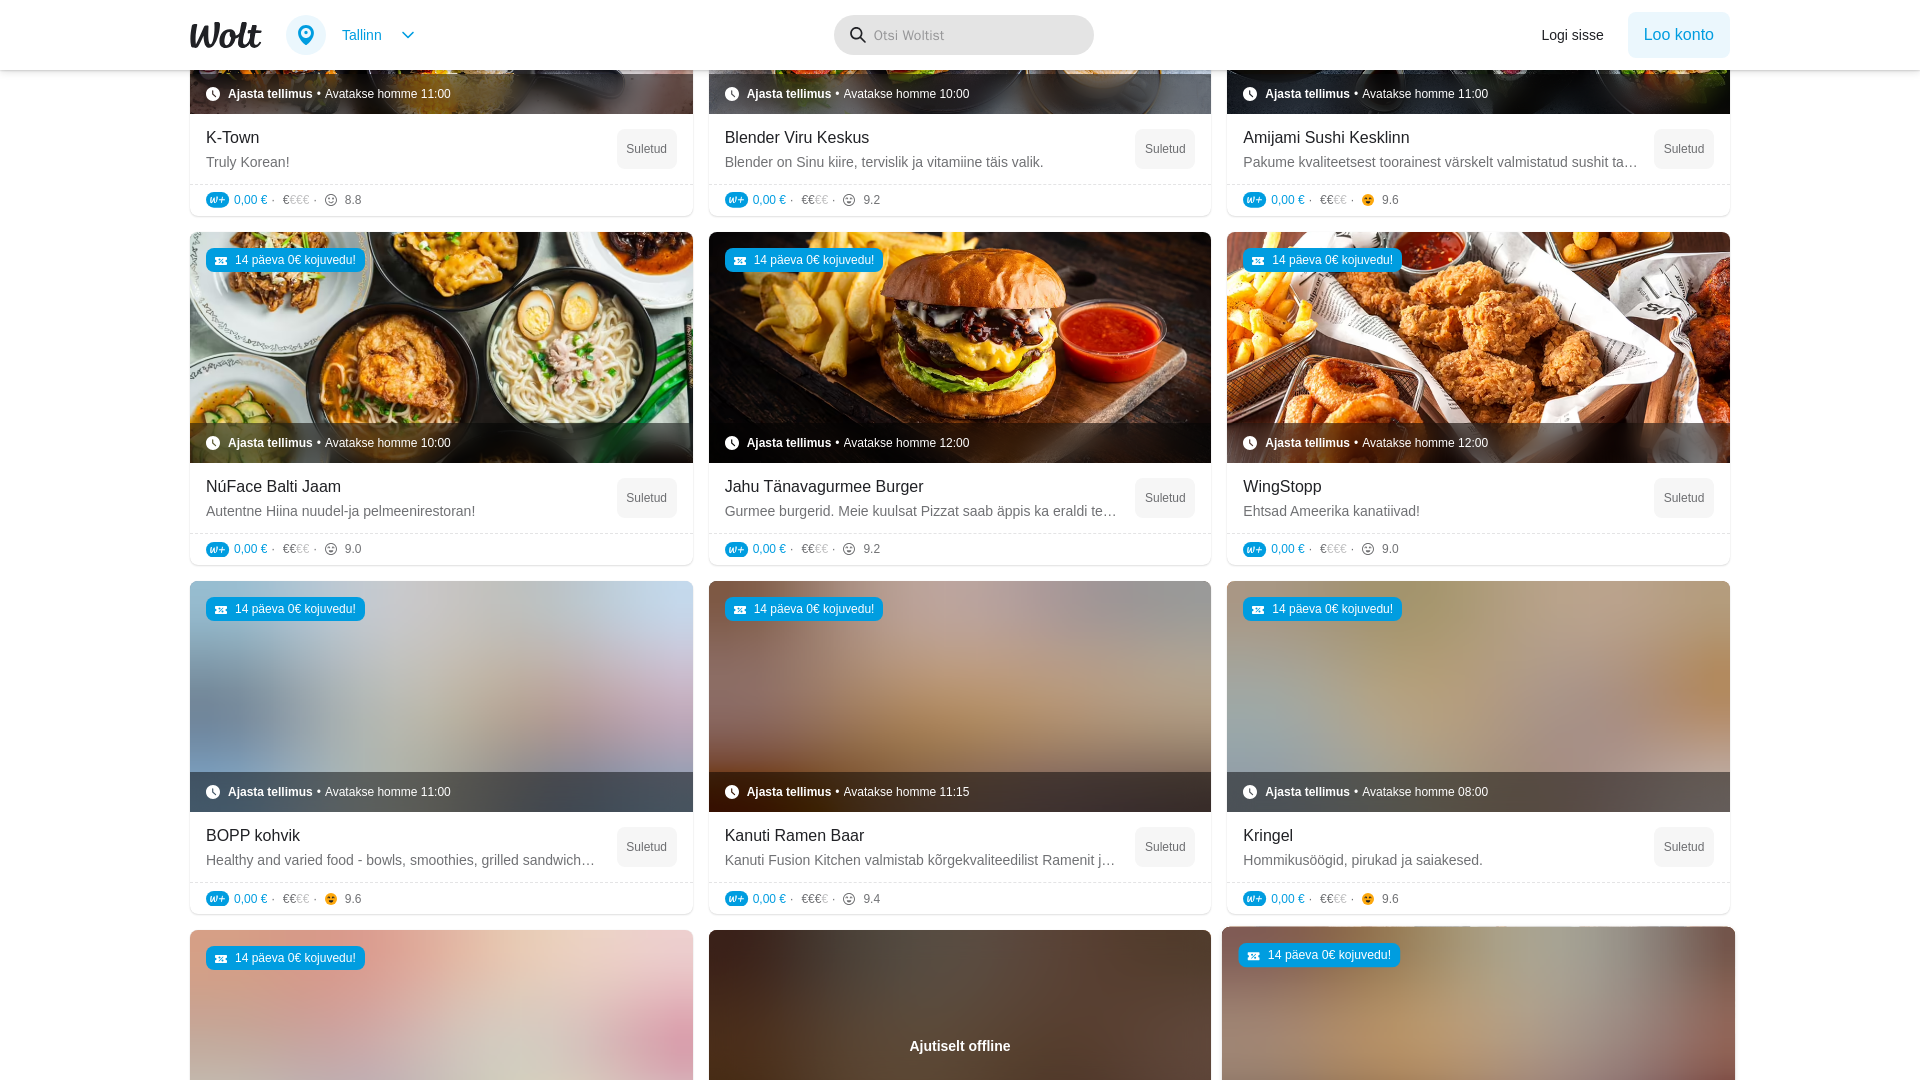 Wolt
Tallinn
Otsi Woltist
Logi sisse
Loo konto
Ajasta tellimus • Avatakse homme 11:00
Ajasta tellimus • Avatakse homme 10:00
Ajasta tellimus • Avatakse homme 11:00
K-Town
Truly Korean!
Suletud
Blender Viru Keskus
Blender on Sinu kiire, tervislik ja vitamiine täis valik.
Suletud
Amijami Sushi Kesklinn
Pakume kvaliteetsest toorainest värskelt valmistatud sushit ta…
Suletud
W+ 0,00 € · €€€€ · 8.8
W+ 0,00 € · €€€€ · 9.2
W+ 0,00 € · €€€€ · 9.6
14 päeva 0€ kojuvedu!
14 päeva 0€ kojuvedu!
14 päeva 0€ kojuvedu!
Ajasta tellimus • Avatakse homme 10:00
Ajasta tellimus • Avatakse homme 12:00
Ajasta tellimus • Avatakse homme 12:00
NúFace Balti Jaam
Autentne Hiina nuudel-ja pelmeenirestoran!
Suletud
Jahu Tänavagurmee Burger
Gurmee burgerid. Meie kuulsat Pizzat saab äppis ka eraldi te…
Suletud
WingStopp
Ehtsad Ameerika kanatiivad!
Suletud
W+ 0,00 € · €€€€ · 9.0
W+ 0,00 € · €€€€ · 9.2
W+ 0,00 € · €€€€ · 9.0
14 päeva 0€ kojuvedu!
14 päeva 0€ kojuvedu!
14 päeva 0€ kojuvedu!
Ajasta tellimus • Avatakse homme 11:00
Ajasta tellimus • Avatakse homme 11:15
Ajasta tellimus • Avatakse homme 08:00
BOPP kohvik
Healthy and varied food - bowls, smoothies, grilled sandwich…
Suletud
Kanuti Ramen Baar
Kanuti Fusion Kitchen valmistab kõrgekvaliteedilist Ramenit j…
Suletud
Kringel
Hommikusöögid, pirukad ja saiakesed.
Suletud
W+ 0,00 € · €€€€ · 9.6
W+ 0,00 € · €€€€ · 9.4
W+ 0,00 € · €€€€ · 9.6
14 päeva 0€ kojuvedu!
14 päeva 0€ kojuvedu!
Ajutiselt offline